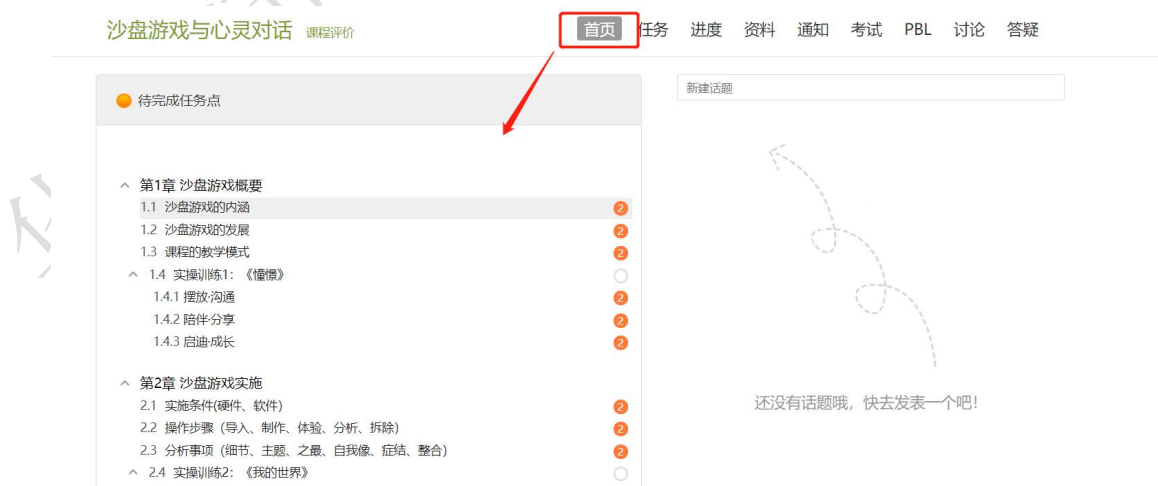 沙盘游戏与心灵对话 课程评价 首页 任务 进度 资料 通知 考试 PBL 讨论 答疑
待完成任务点
第1章 沙盘游戏概要
1.1 沙盘游戏的内涵 2
1.2 沙盘游戏的发展 2
1.3 课程的教学模式 2
1.4 实操训练1：《憧憬》
1.4.1 摆放·沟通 2
1.4.2 陪伴·分享 2
1.4.3 启迪·成长 2
第2章 沙盘游戏实施
2.1 实施条件(硬件、软件) 2
2.2 操作步骤（导入、制作、体验、分析、拆除） 2
2.3 分析事项（细节、主题、之最、自我像、症结、整合） 2
2.4 实操训练2：《我的世界》
新建话题
还没有话题哦，快去发表一个吧！